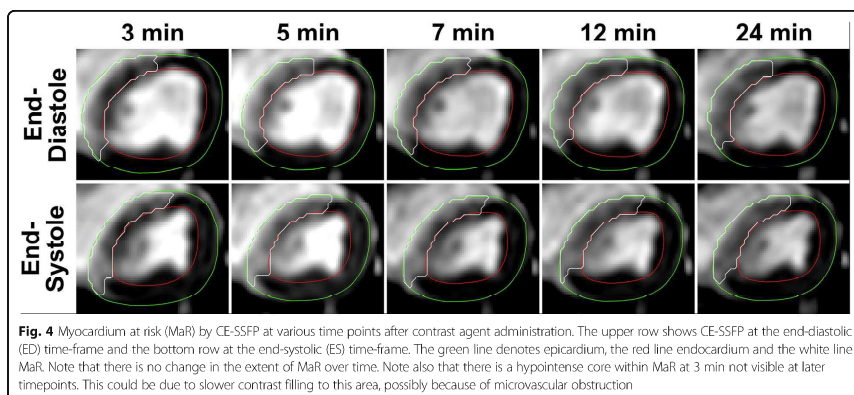 3 min 5 min 7 min 12 min 24 min
End-
Diastole
End-
Systole
Fig. 4 Myocardium at risk (MaR) by CE-SSFP at various time points after contrast agent administration. The upper row shows CE-SSFP at the end-diastolic
(ED) time-frame and the bottom row at the end-systolic (ES) time-frame. The green line denotes epicardium, the red line endocardium and the white line
MaR. Note that there is no change in the extent of MaR over time. Note also that there is a hypointense core within MaR at 3 min not visible at later
timepoints. This could be due to slower contrast filling to this area, possibly because of microvascular obstruction